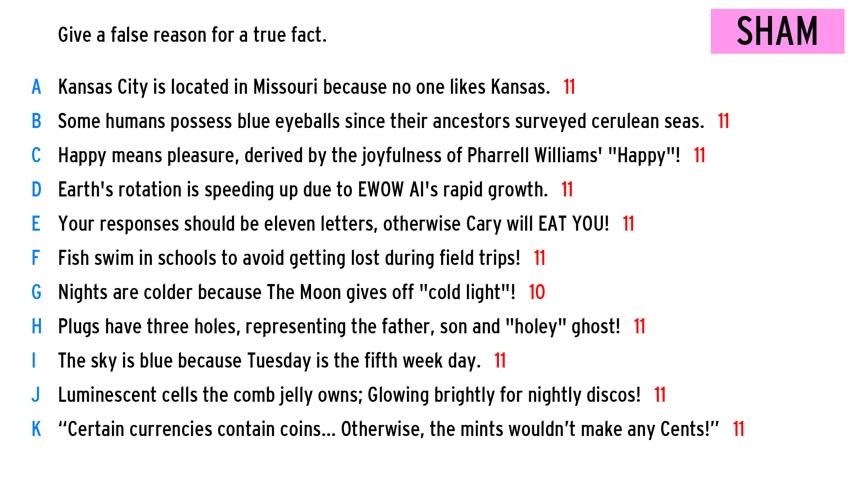 Give a false reason for a true fact.
SHAM
A Kansas City is located in Missouri because no one likes Kansas. 11
B Some humans possess blue eyeballs since their ancestors surveyed cerulean seas. 11
C Happy means pleasure, derived by the joyfulness of Pharrell Williams' "Happy"! 11
D Earth's rotation is speeding up due to EWOW AI's rapid growth. 11
E Your responses should be eleven letters, otherwise Cary will EAT YOU! 11
F Fish swim in schools to avoid getting lost during field trips! 11
G Nights are colder because The Moon gives off "cold light"! 10
H Plugs have three holes, representing the father, son and "holey" ghost! 11
I The sky is blue because Tuesday is the fifth week day. 11
J Luminescent cells the comb jelly owns; Glowing brightly for nightly discos! 11
K “Certain currencies contain coins... Otherwise, the mints wouldn’t make any Cents!” 11